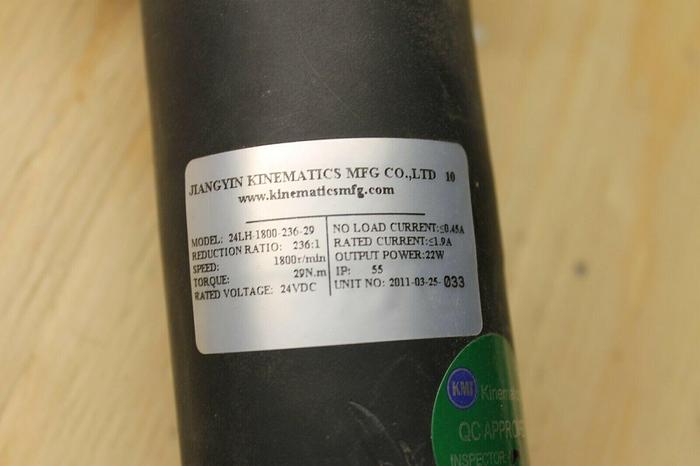 JIANGYIN KINEMATICS MFG CO.,LTD 10
www.kinematicsmfg.com
MODEL: 24LH-1800-236-29
REDUCTION RATIO: 236:1
SPEED: 1800r/min
TORQUE: 29N.m
RATED VOLTAGE: 24VDC
NO LOAD CURRENT:≤0.45A
RATED CURRENT:≤1.9A
OUTPUT POWER:22W
IP: 55
UNIT NO: 2011-03-25-033
KMI
QC
INSPECTOR